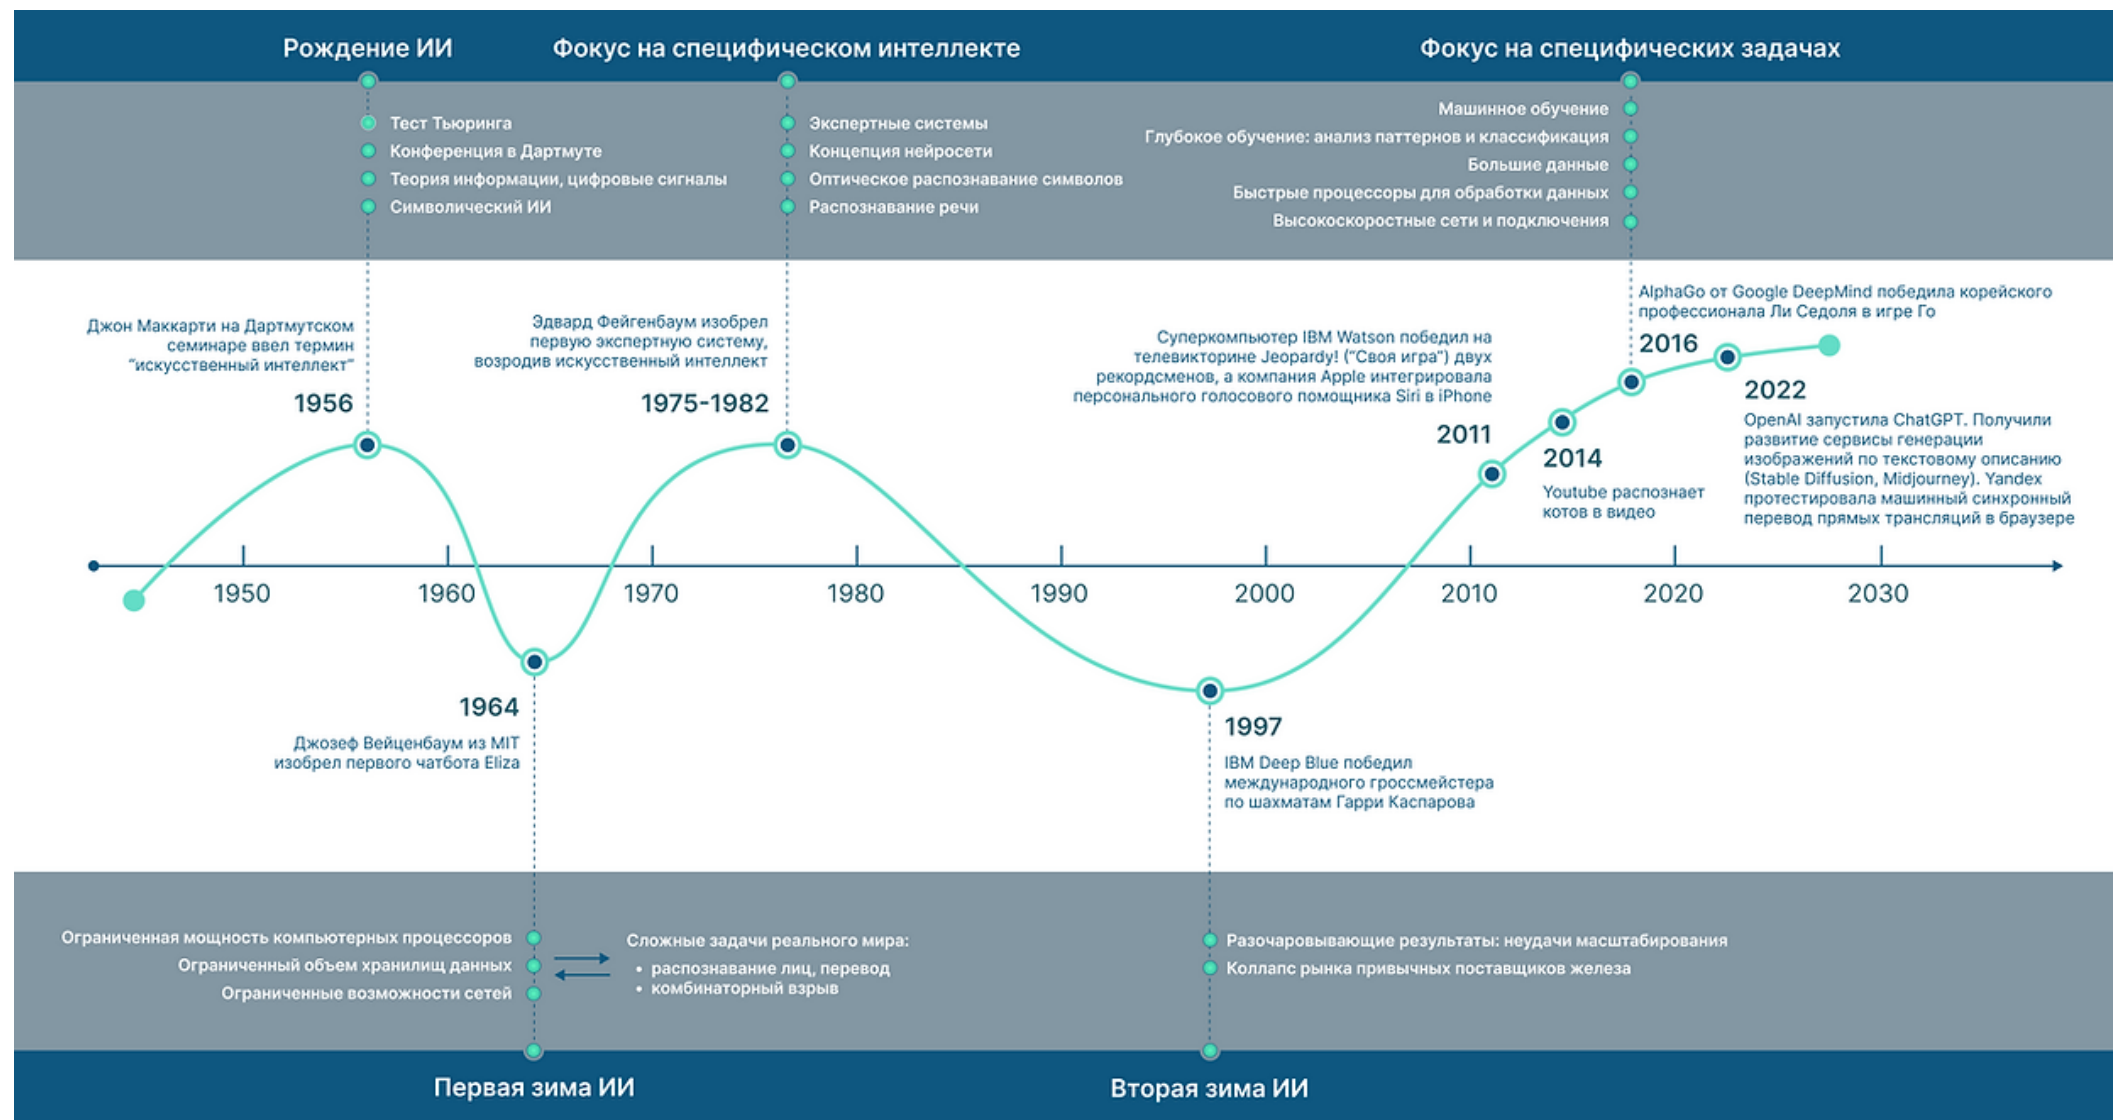 Рождение ИИ
Фокус на специфическом интеллекте
Фокус на специфических задачах
Тест Тьюринга
Конференция в Дартмуте
Теория информации, цифровые сигналы
Символический ИИ
Экспертные системы
Концепция нейросети
Оптическое распознавание символов
Распознавание речи
Машинное обучение
Глубокое обучение: анализ паттернов и классификация
Большие данные
Быстрые процессоры для обработки данных
Высокоскоростные сети и подключения
Джон Маккарти на Дартмутском
семинаре ввел термин
“искусственный интеллект”
1956
Эдвард Фейгенбаум изобрел
первую экспертную систему,
возродив искусственный интеллект
1975-1982
Суперкомпьютер IBM Watson победил на
телевикторине Jeopardy! (“Своя игра”) двух
рекордсменов, а компания Apple интегрировала
персонального голосового помощника Siri в iPhone
2011
2014
Youtube распознает
котов в видео
AlphaGo от Google DeepMind победила корейского
профессионала Ли Седоля в игре Го
2016
2022
OpenAI запустила ChatGPT. Получили
развитие сервисы генерации
изображений по текстовому описанию
(Stable Diffusion, Midjourney). Yandex
протестировала машинный синхронный
перевод прямых трансляций в браузере
1950
1960
1970
1980
1990
2000
2010
2020
2030
1964
Джозеф Вейценбаум из MIT
изобрел первого чатбота Eliza
1997
IBM Deep Blue победил
международного гроссмейстера
по шахматам Гарри Каспарова
Ограниченная мощность компьютерных процессоров
Ограниченный объем хранилищ данных
Ограниченные возможности сетей
Сложные задачи реального мира:
• распознавание лиц, перевод
• комбинаторный взрыв
Разочаровывающие результаты: неудачи масштабирования
Коллапс рынка привычных поставщиков железа
Первая зима ИИ
Вторая зима ИИ